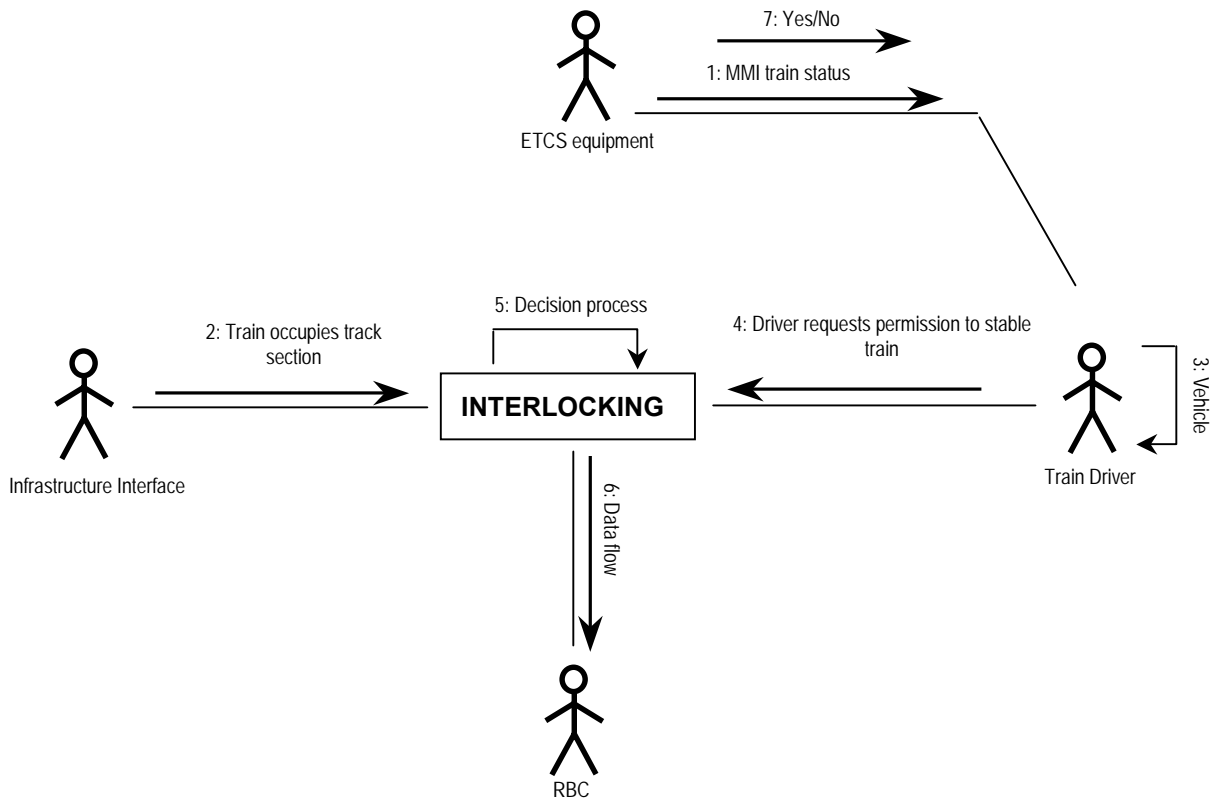 7: Yes/No
1: MMI train status
ETCS equipment
5: Decision process
2: Train occupies track
section
4: Driver requests permission to stable
train
INTERLOCKING
3: Vehicle
Infrastructure Interface
Train Driver
6: Data flow
RBC